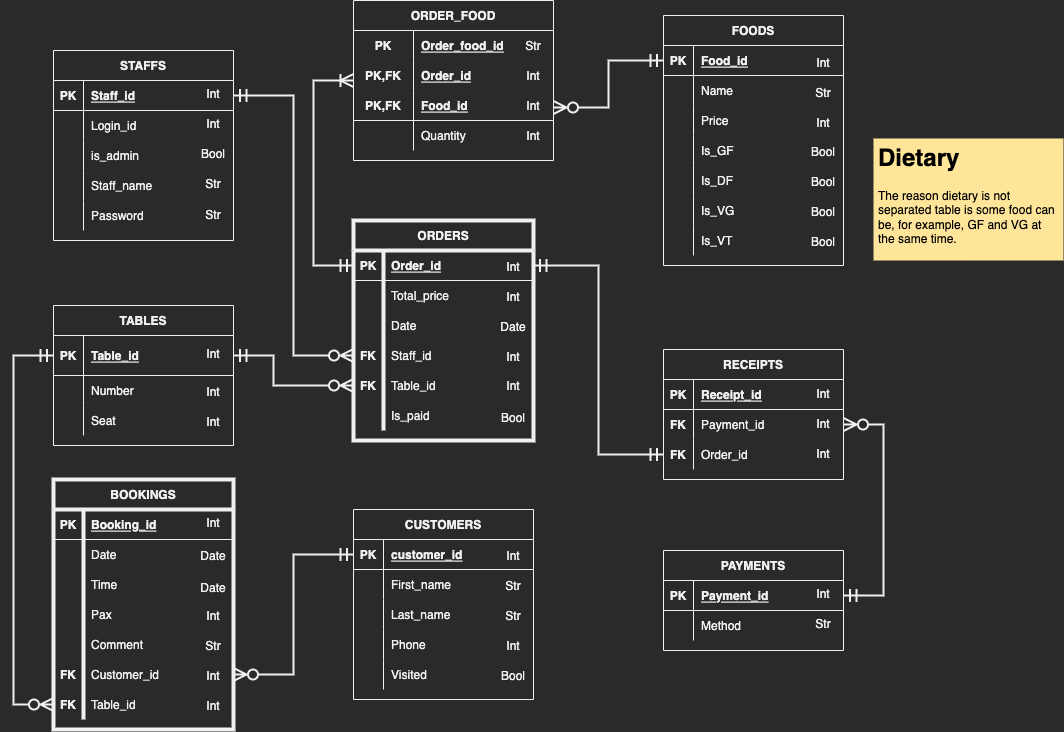 ORDER_FOOD
PK Order_food_id Str
PK,FK Order_id Int
PK,FK Food_id Int
Quantity Int
FOODS
PK Food_id Int
Name Str
Price Int
Is_GF Bool
Is_DF Bool
Is_VG Bool
Is_VT Bool
STAFFS
PK Staff_id Int
Login_id Int
is_admin Bool
Staff_name Str
Password Str
Dietary
The reason dietary is not
separated table is some food can
be, for example, GF and VG at
the same time.
ORDERS
PK Order_id Int
Total_price Int
Date Date
FK Staff_id Int
FK Table_id Int
Is_paid Bool
TABLES
PK Table_id Int
Number Int
Seat Int
RECEIPTS
PK Receipt_id Int
FK Payment_id Int
FK Order_id Int
BOOKINGS
PK Booking_id Int
Date Date
Time Date
Pax Int
Comment Str
FK Customer_id Int
FK Table_id Int
CUSTOMERS
PK customer_id Int
First_name Str
Last_name Str
Phone Int
Visited Bool
PAYMENTS
PK Payment_id Int
Method Str